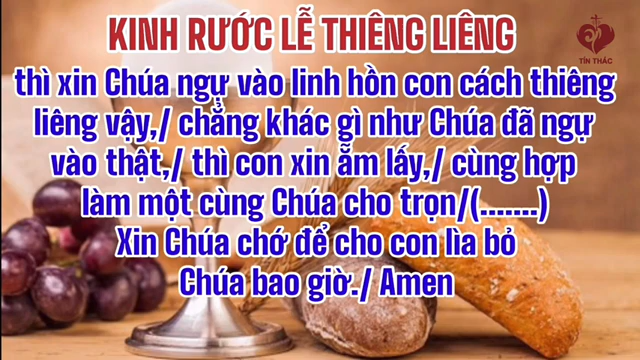 KINH RƯỚC LỄ THIÊNG LIÊNG
TÍN THÁC
thì xin Chúa ngự vào linh hồn con cách thiêng
liêng vậy,/ chẳng khác gì như Chúa đã ngự
vào thật,/ thì con xin ẵm lấy,/ cùng hợp
làm một cùng Chúa cho trọn/(.......)
Xin Chúa chớ để cho con lìa bỏ
Chúa bao giờ./ Amen